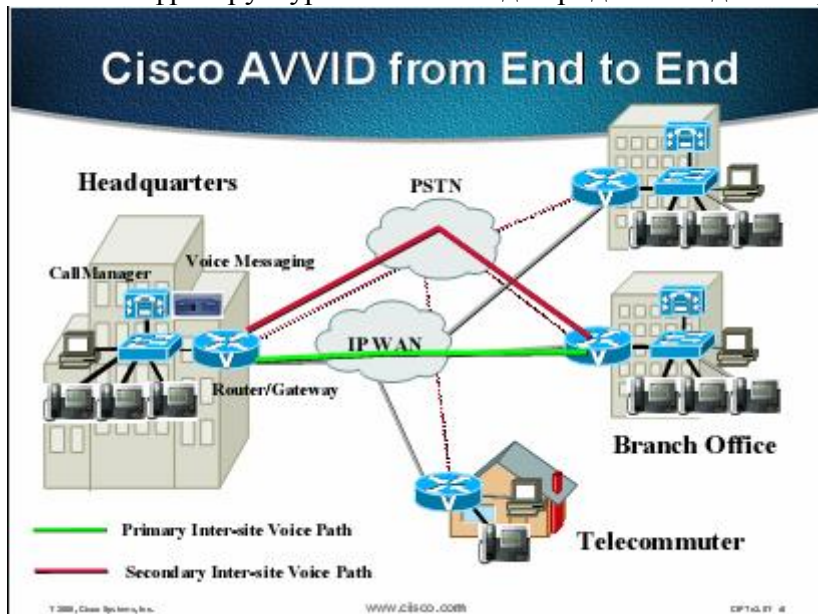 Cisco AVVID from End to End
Headquarters
PSTN
CallManager
Voice Messaging
V
V
V
IP WAN
Router/Gateway
Branch Office
V
Primary Inter-site Voice Path
Telecommuter
Secondary Inter-site Voice Path
www.cisco.com